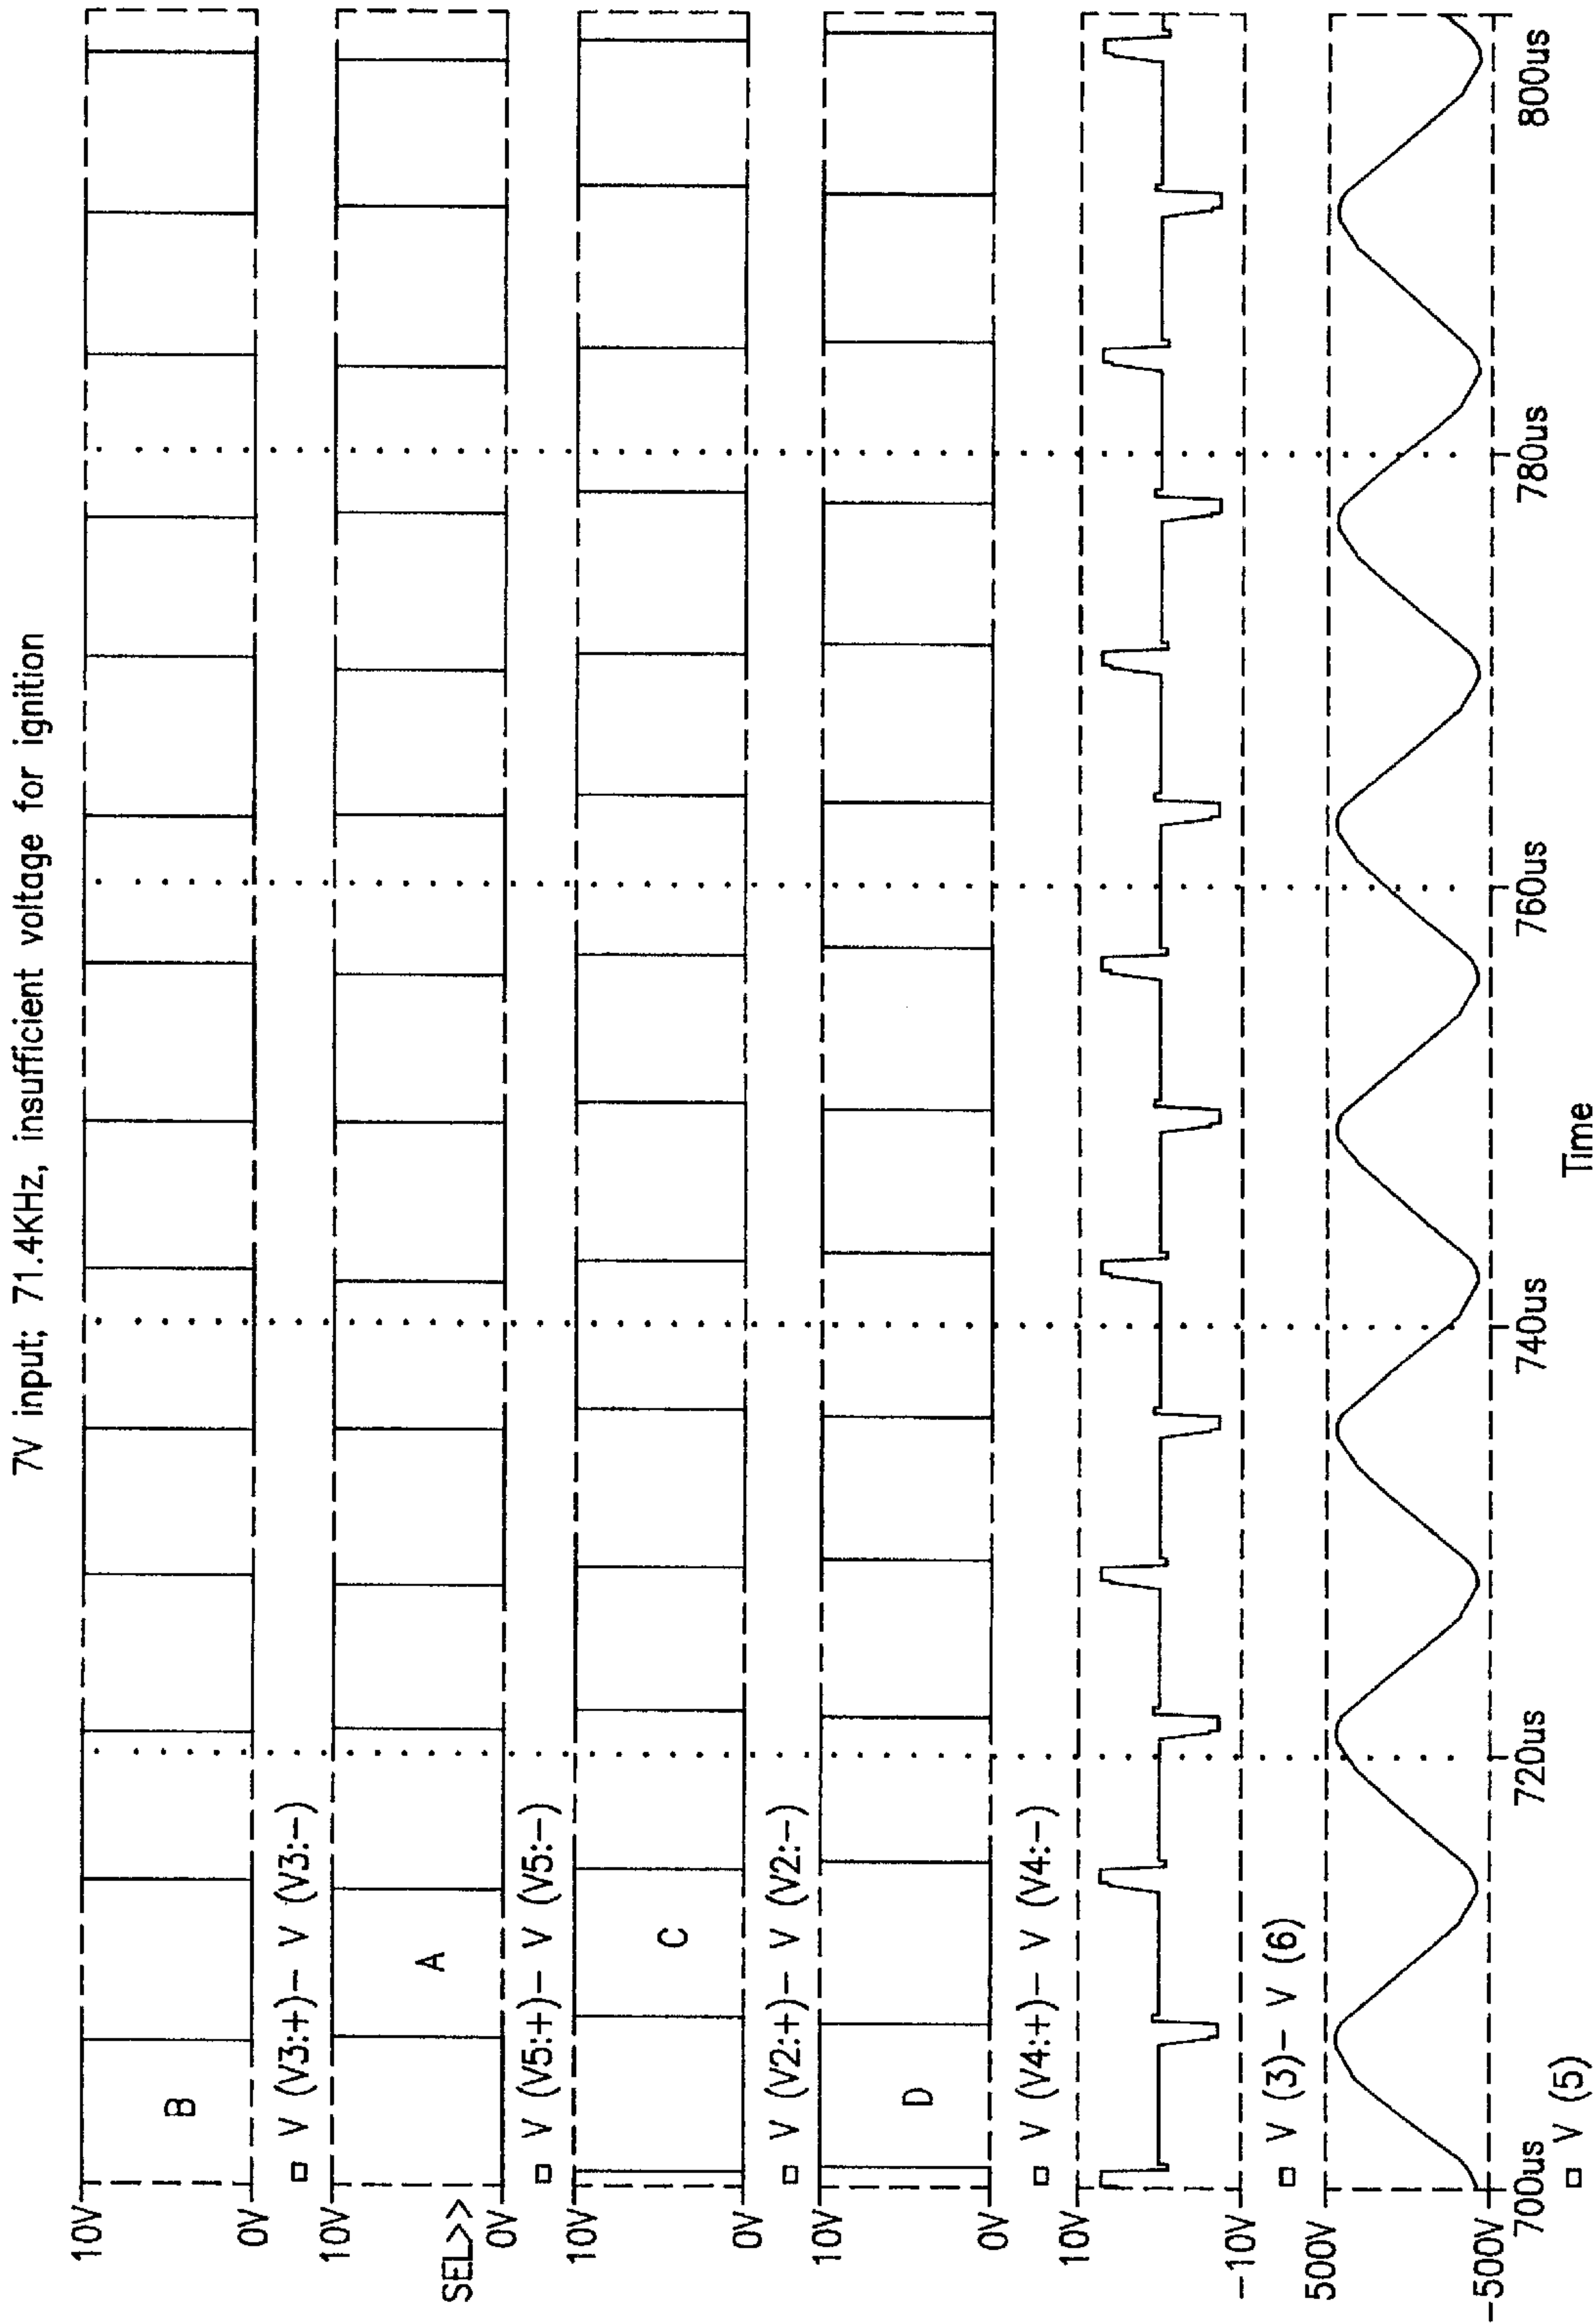 7V input; 71.4KHz, insufficient voltage for ignition
10V
B
0V
□ V (V3:+)− V (V3:−)
10V
A
SEL>>
0V
□ V (V5:+)− V (V5:−)
10V
C
0V
□ V (V2:+)− V (V2:−)
10V
D
0V
□ V (V4:+)− V (V4:−)
10V
−10V
□ V (3)− V (6)
500V
−500V
700us 720us 740us 760us 780us 800us
□ V (5)
Time